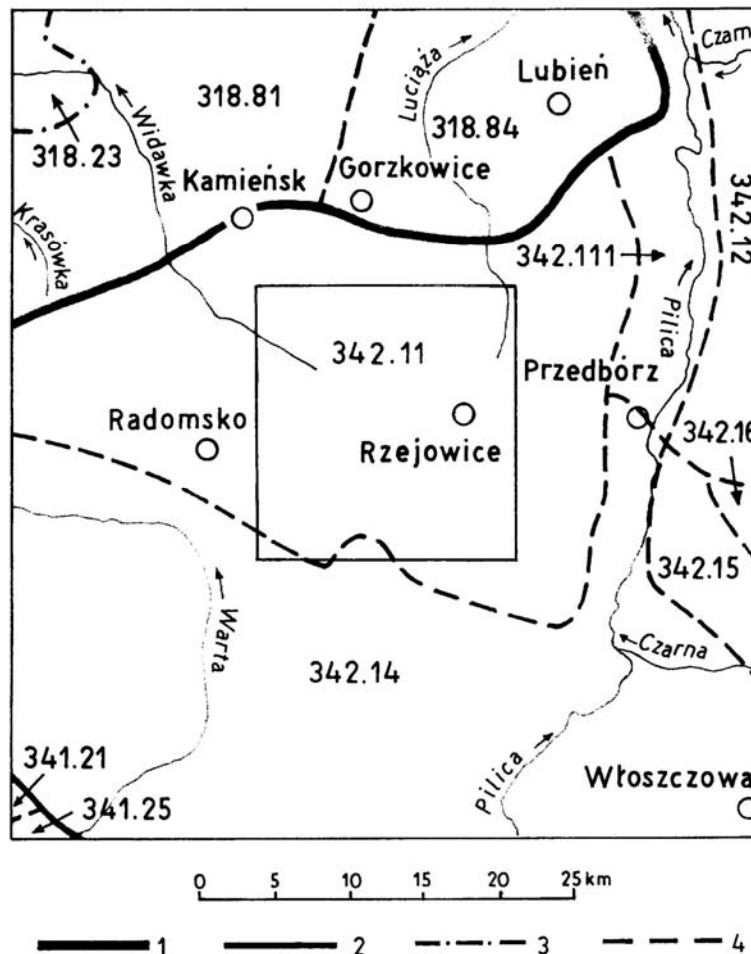 Czarn
Luciąża
Lubień
Widawka
318.81
318.84
318.23
Kamieńsk
Gorzkowice
342.12
Krasówka
342.111
Pilica
342.11
Przedbórz
Radomsko
342.16
Rzejowice
342.15
Warta
Czarna
342.14
341.21
Pilica
Włoszczowa
341.25
0 5 10 15 20 25 km
1 2 3 4